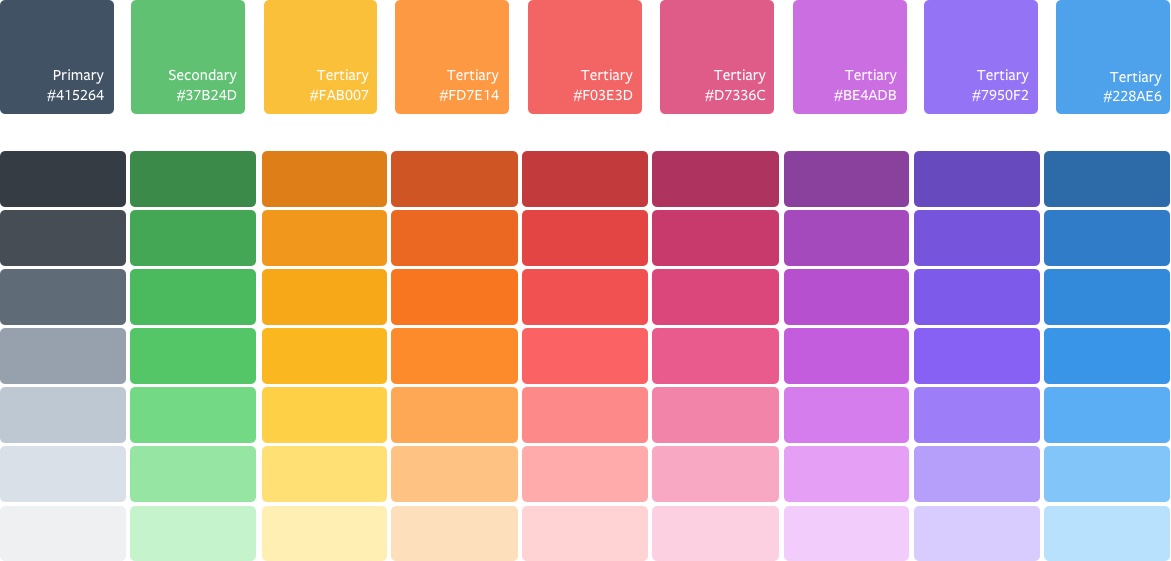 Primary
#415264
Secondary
#37B24D
Tertiary
#FAB007
Tertiary
#FD7E14
Tertiary
#F03E3D
Tertiary
#D7336C
Tertiary
#BE4ADB
Tertiary
#7950F2
Tertiary
#228AE6